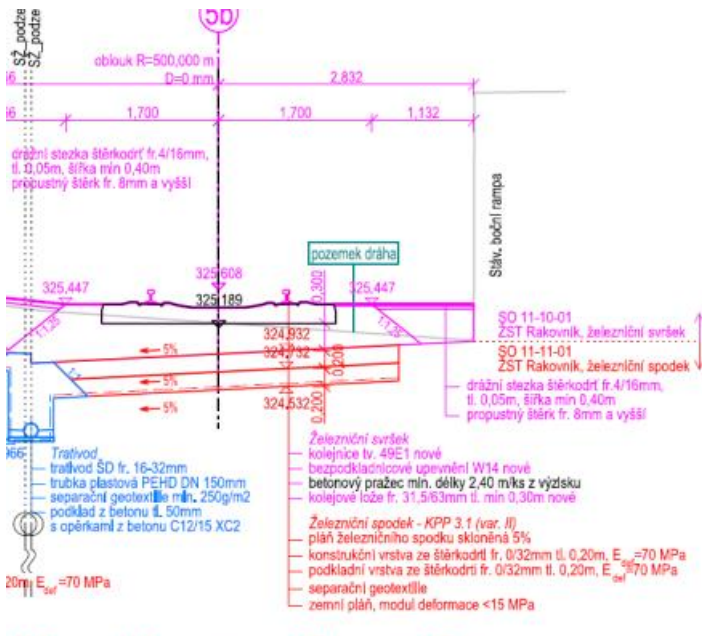 5b
SŽ_podze
SŽ_podze
oblouk R=500,000 m
D=0 mm
2,832
1,700
1,700
1,132
drážní stezka štěrkodrť fr.4/16mm,
tl. 0,05m, šířka min 0,40m
propustný štěrk fr. 8mm a vyšší
Stáv. boční rampa
pozemek dráha
325,447
325,608
0,300
325,447
325,189
1:1,25
1:1,25
324,932
324,732
0,200
324,532
0,200
5%
5%
5%
1:1
SO 11-10-01
ŽST Rakovník, železniční svršek
SO 11-11-01
ŽST Rakovník, železniční spodek
drážní stezka štěrkodrť fr.4/16mm,
tl. 0,05m, šířka min 0,40m
propustný štěrk fr. 8mm a vyšší
966
Trativod
trativod ŠD fr. 16-32mm
trubka plastová PEHD DN 150mm
separační geotextílie min. 250g/m2
podklad z betonu tl. 50mm
s opěrkami z betonu C12/15 XC2
Železniční svršek
kolejnice tv. 49E1 nové
bezpodkladnicové upevnění W14 nové
betonový pražec min. délky 2,40 m/ks z výzisku
kolejové lože fr. 31,5/63mm tl. min 0,30m nové
Železniční spodek - KPP 3.1 (var. II)
pláň železničního spodku skloněná 5%
konstrukční vrstva ze štěrkodrti fr. 0/32mm tl. 0,20m, Edef=70 MPa
podkladní vrstva ze štěrkodrti fr. 0/32mm tl. 0,20m, Edef=70 MPa
separační geotextílie
zemní pláň, modul deformace <15 MPa
20m, Edef=70 MPa